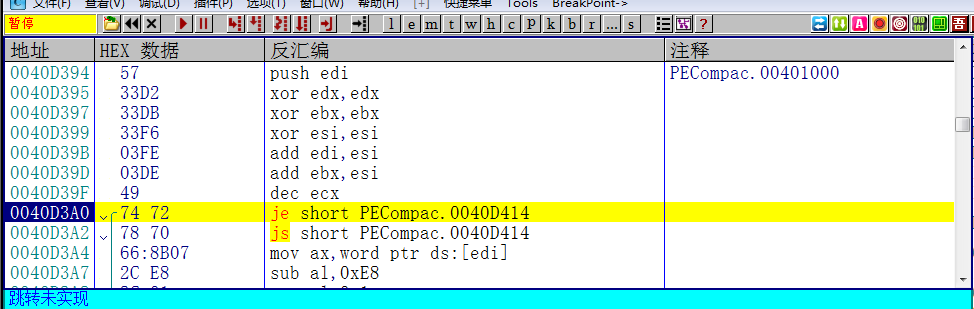 文件(F) 查看(V) 调试(D) 插件(P) 选项(T) 窗口(W) 帮助(H) [+] 快捷菜单 Tools BreakPoint->
暂停 l e m t w h c p k b r ... s
地址 HEX 数据 反汇编 注释
0040D394 57 push edi PECompac.00401000
0040D395 33D2 xor edx,edx
0040D397 33DB xor ebx,ebx
0040D399 33F6 xor esi,esi
0040D39B 03FE add edi,esi
0040D39D 03DE add ebx,esi
0040D39F 49 dec ecx
0040D3A0 74 72 je short PECompac.0040D414
0040D3A2 78 70 js short PECompac.0040D414
0040D3A4 66:8B07 mov ax,word ptr ds:[edi]
0040D3A7 2C E8 sub al,0xE8
跳转未实现